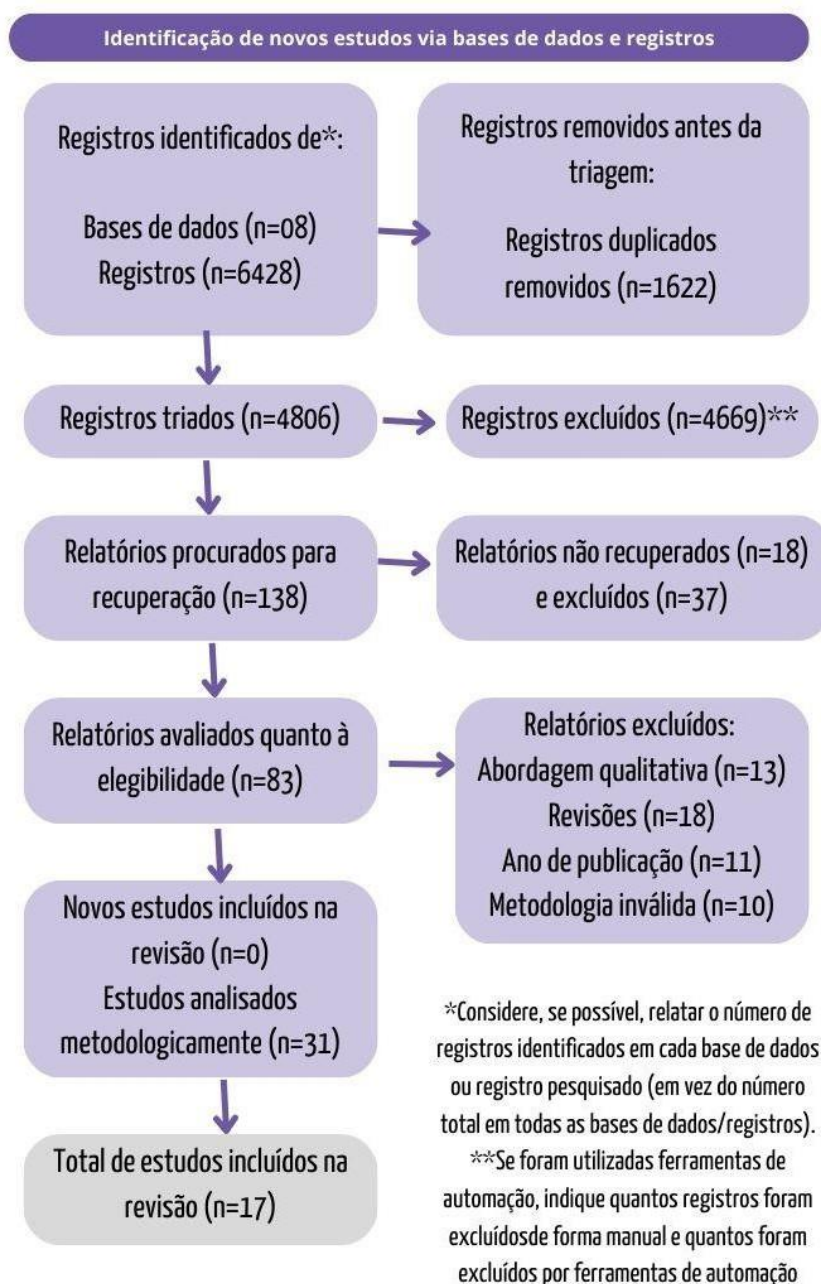 Identificação de novos estudos via bases de dados e registros
Registros identificados de*:
Bases de dados (n=08)
Registros (n=6428)
Registros removidos antes da
triagem:
Registros duplicados
removidos (n=1622)
Registros triados (n=4806)
Registros excluídos (n=4669)**
Relatórios procurados para
recuperação (n=138)
Relatórios não recuperados (n=18)
e excluídos (n=37)
Relatórios avaliados quanto à
elegibilidade (n=83)
Relatórios excluídos:
Abordagem qualitativa (n=13)
Revisões (n=18)
Ano de publicação (n=11)
Metodologia inválida (n=10)
Novos estudos incluídos na
revisão (n=0)
Estudos analisados
metodologicamente (n=31)
Total de estudos incluídos na
revisão (n=17)
*Considere, se possível, relatar o número de
registros identificados em cada base de dados
ou registro pesquisado (em vez do número
total em todas as bases de dados/registros).
**Se foram utilizadas ferramentas de
automação, indique quantos registros foram
excluídosde forma manual e quantos foram
excluídos por ferramentas de automação